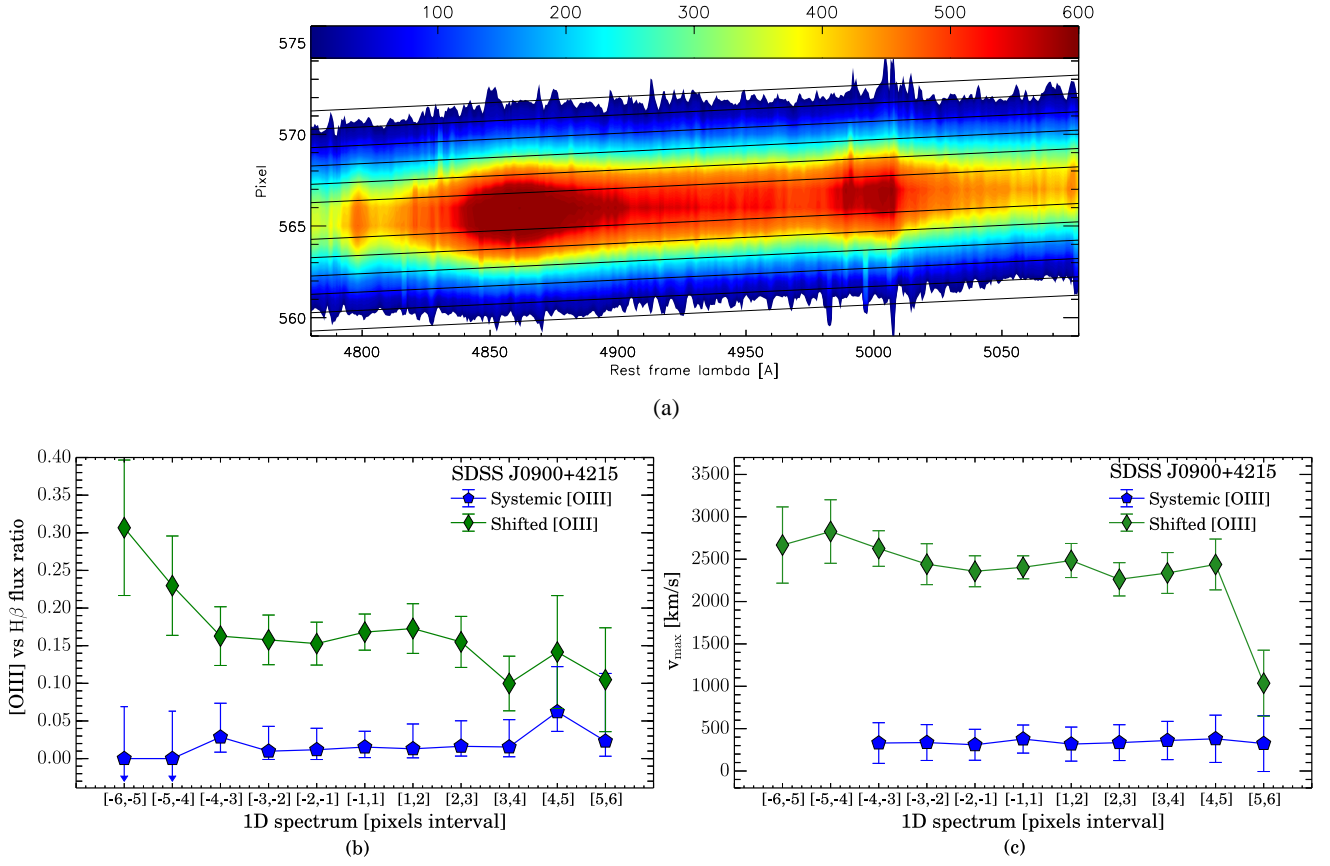 100 200 300 400 500 600
575
570
565
560
Pixel
4800 4850 4900 4950 5000 5050
Rest frame lambda [A]
(a)
[OIII] vs Hβ flux ratio
0.40
0.35
0.30
0.25
0.20
0.15
0.10
0.05
0.00
SDSS J0900+4215
Systemic [OIII]
Shifted [OIII]
[-6,-5] [-5,-4] [-4,-3] [-3,-2] [-2,-1] [-1,1] [1,2] [2,3] [3,4] [4,5] [5,6]
1D spectrum [pixels interval]
(b)
v_max [km/s]
3500
3000
2500
2000
1500
1000
500
0
SDSS J0900+4215
Systemic [OIII]
Shifted [OIII]
[-6,-5] [-5,-4] [-4,-3] [-3,-2] [-2,-1] [-1,1] [1,2] [2,3] [3,4] [4,5] [5,6]
1D spectrum [pixels interval]
(c)